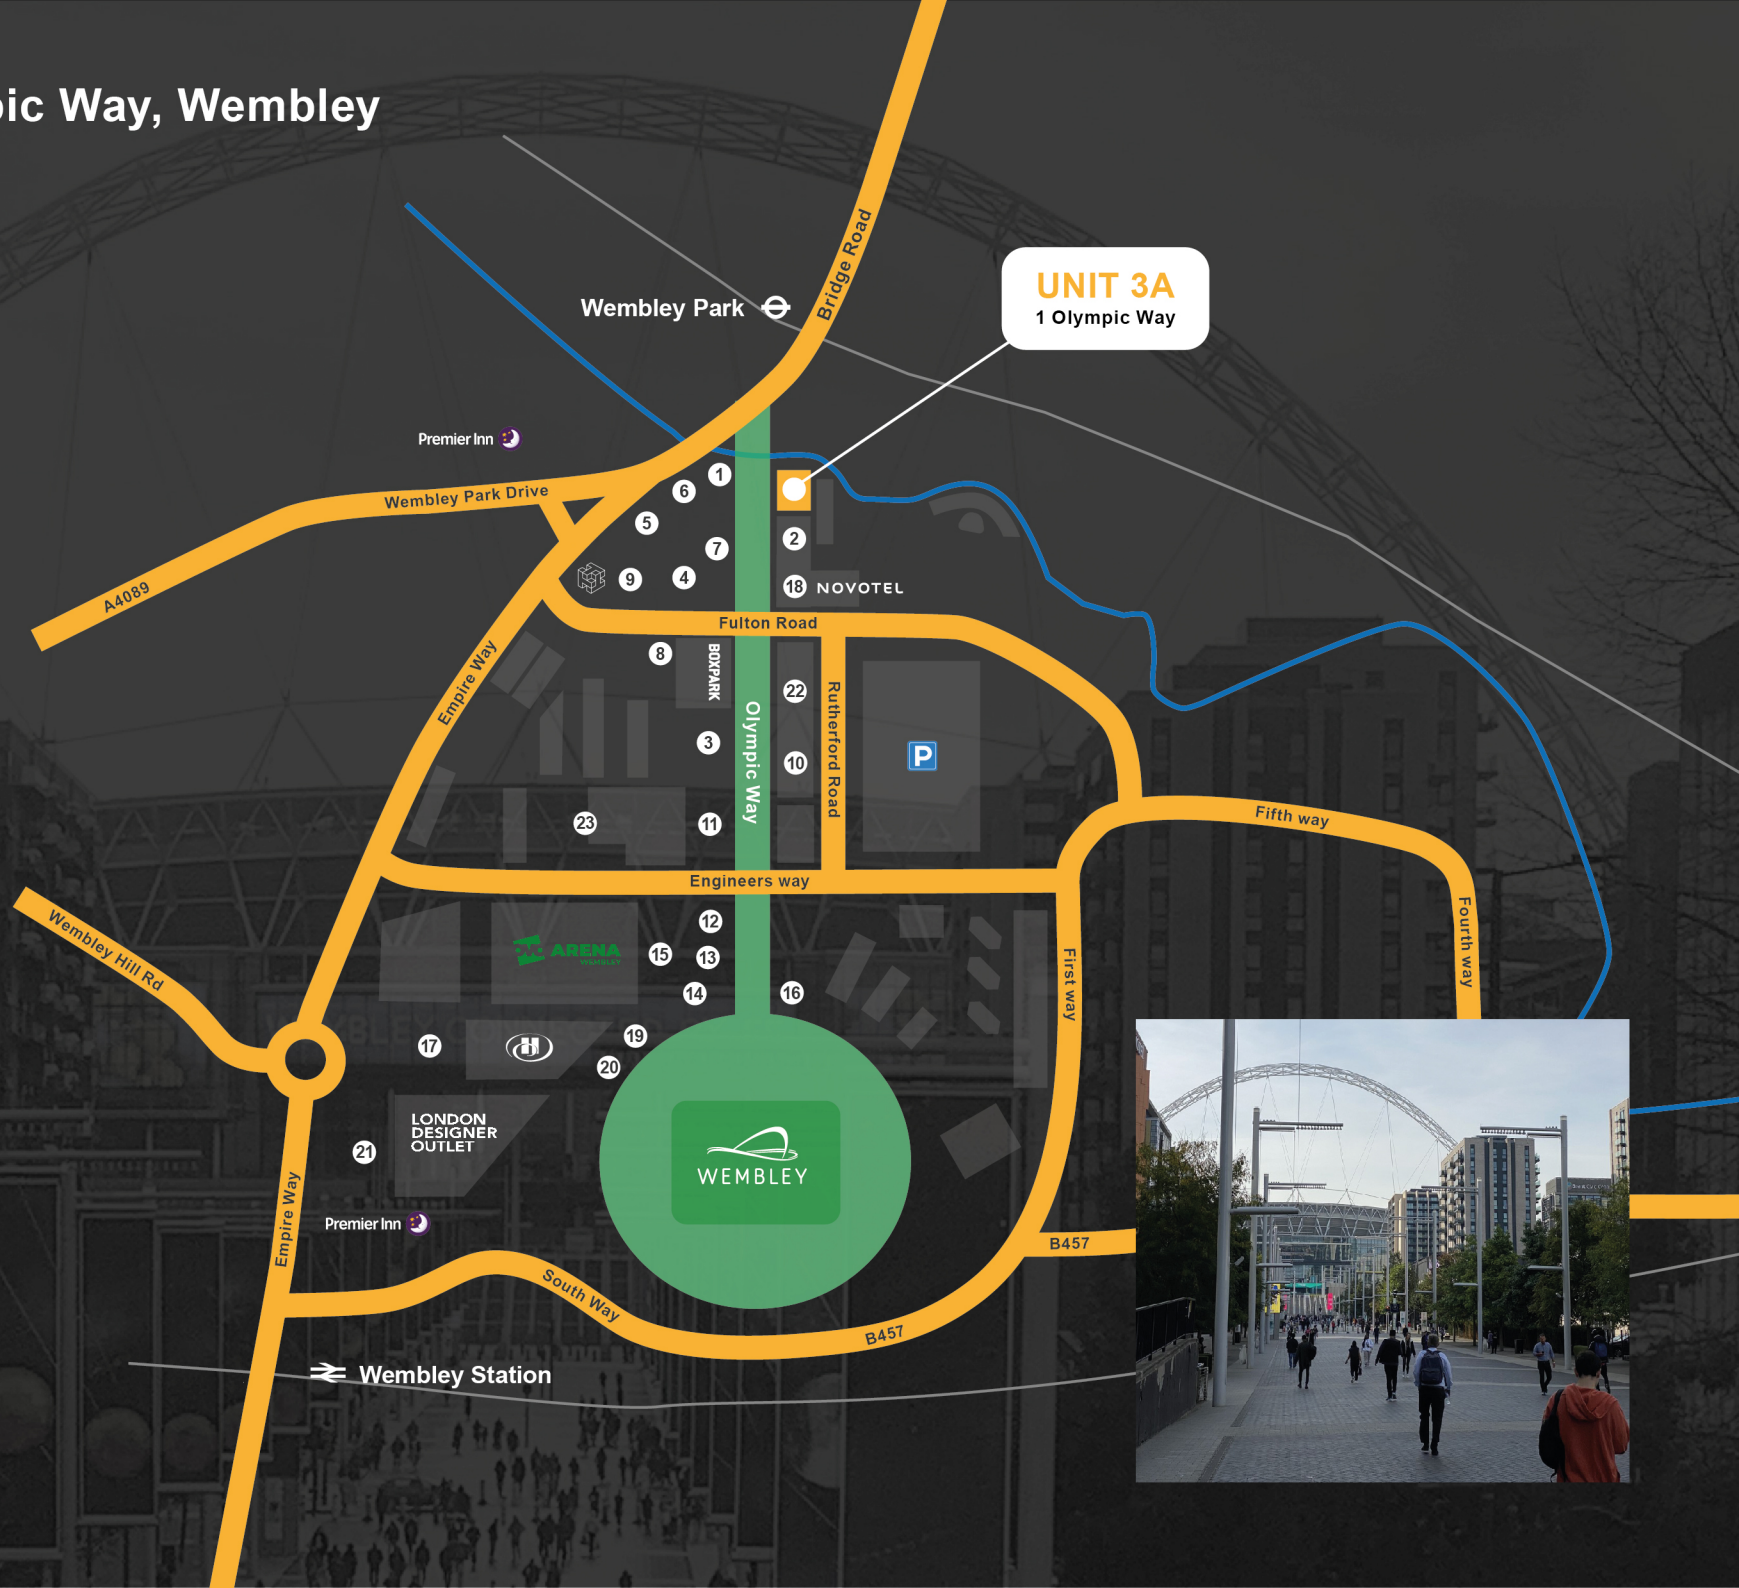 ic Way, Wembley
Bridge Road
UNIT 3A
1 Olympic Way
Wembley Park
Premier Inn
Wembley Park Drive
A4089
1
6
5
7
2
9
4
18
NOVOTEL
Fulton Road
Empire Way
8
BOXPARK
22
Rutherford Road
Olympic Way
3
10
P
23
11
Fifth way
Engineers way
Fourth way
Wembley Hill Rd
12
ARENA
WEMBLEY
15
13
14
16
First way
17
H
19
20
LONDON
DESIGNER
OUTLET
21
WEMBLEY
Empire Way
Premier Inn
B457
South Way
B457
Wembley Station